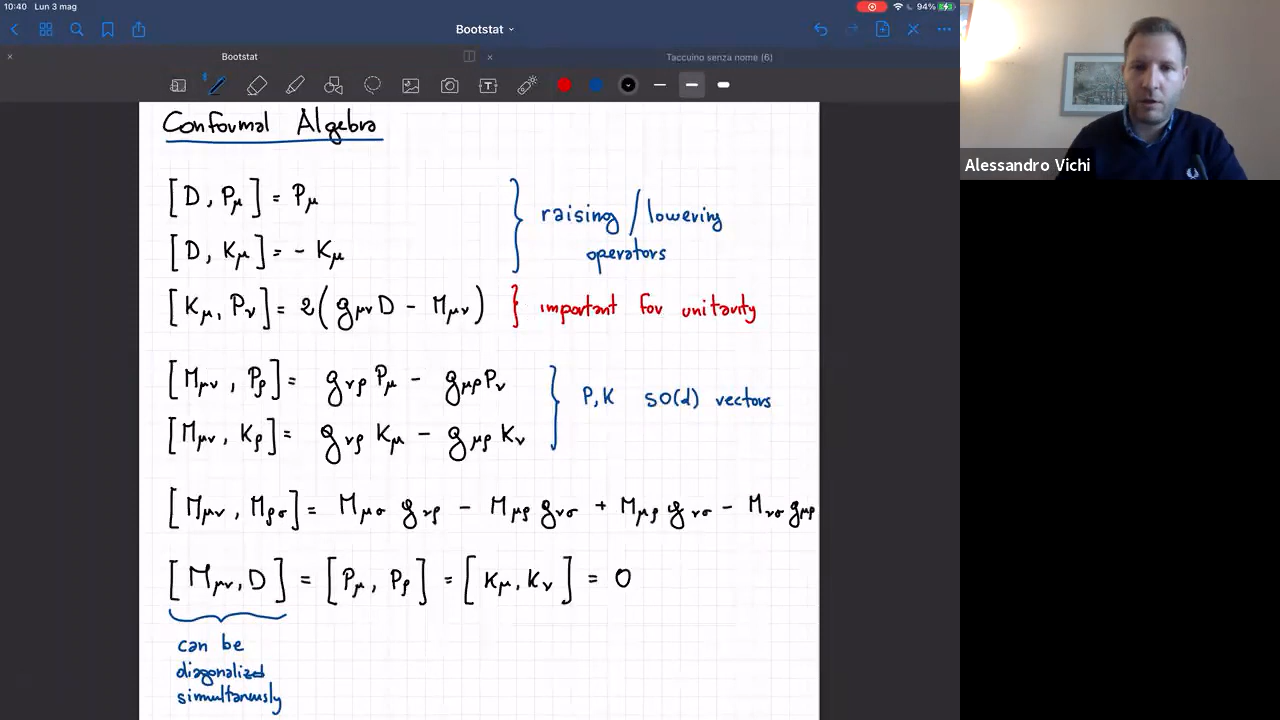 10:40 Lun 3 mag
94%
Bootstat
Bootstat
Taccuino senza nome (6)
Conformal Algebra
[D, Pμ] = Pμ
[D, Kμ] = - Kμ
} raising/lowering operators
[Kμ, Pν] = 2(gμν D - Mμν) } important for unitarity
[Mμν, Pρ] = gνρ Pμ - gμρ Pν
[Mμν, Kρ] = gνρ Kμ - gμρ Kν
} P, K so(d) vectors
[Mμν, Mρσ] = Mμσ gνρ - Mμρ gνσ + Mμρ gνσ - Mνσ gμρ
[Mμν, D] = [Pμ, Pρ] = [Kμ, Kν] = 0
can be
diagonalized
simultaneously
Alessandro Vichi